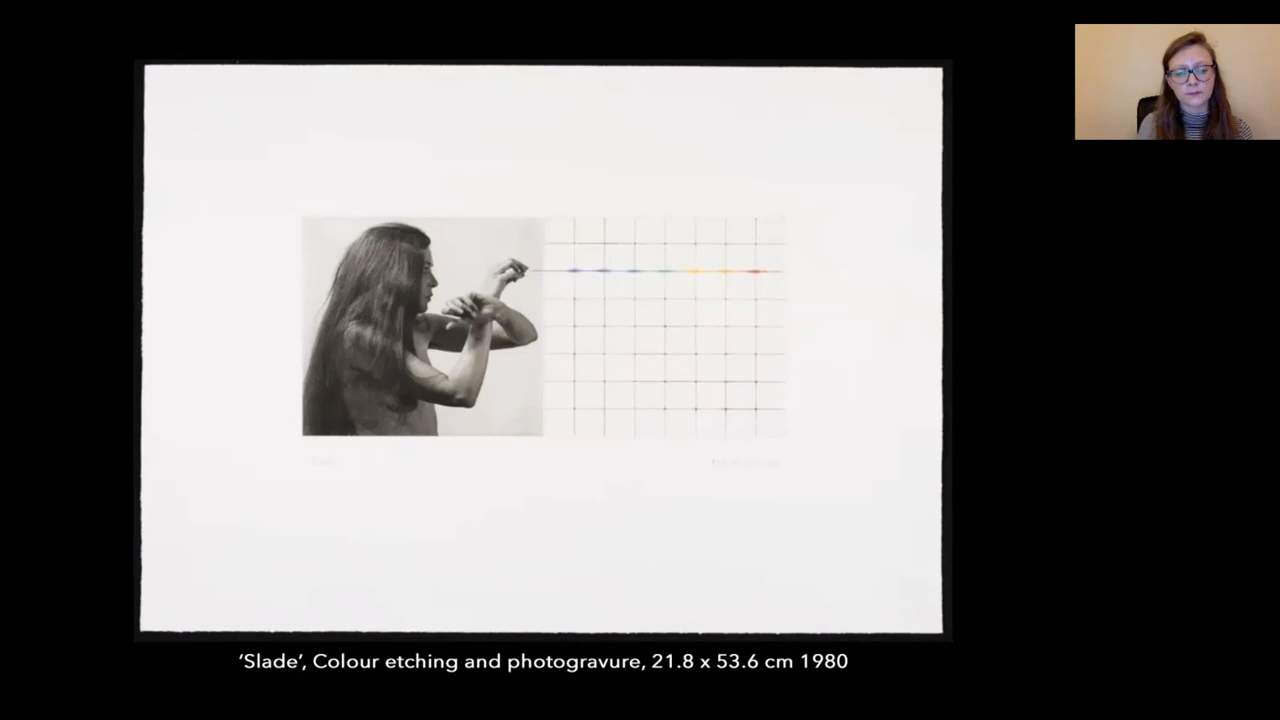 ‘Slade’, Colour etching and photogravure, 21.8 x 53.6 cm 1980